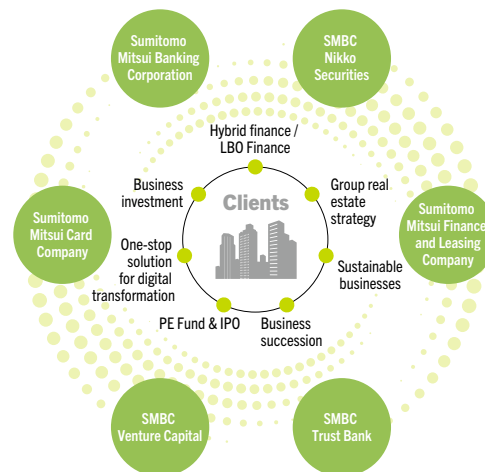 Sumitomo
Mitsui Banking
Corporation
SMBC
Nikko
Securities
Hybrid finance /
LBO Finance
Business
investment
Clients
Group real
estate
strategy
Sumitomo
Mitsui Card
Company
Sumitomo
Mitsui Finance
and Leasing
Company
One-stop
solution
for digital
transformation
Sustainable
businesses
PE Fund & IPO
Business
succession
SMBC
Venture Capital
SMBC
Trust Bank